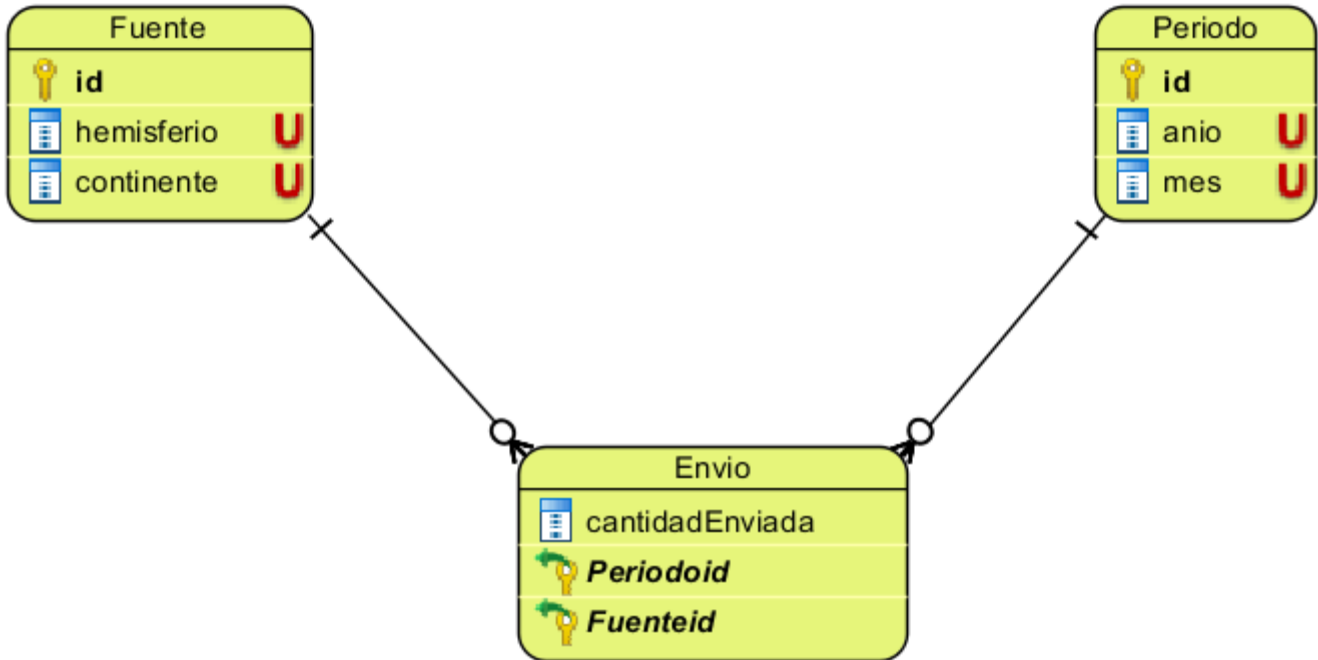 Fuente
id
hemisferio U
continente U
Periodo
id
anio U
mes U
Envio
cantidadEnviada
Periodoid
Fuenteid